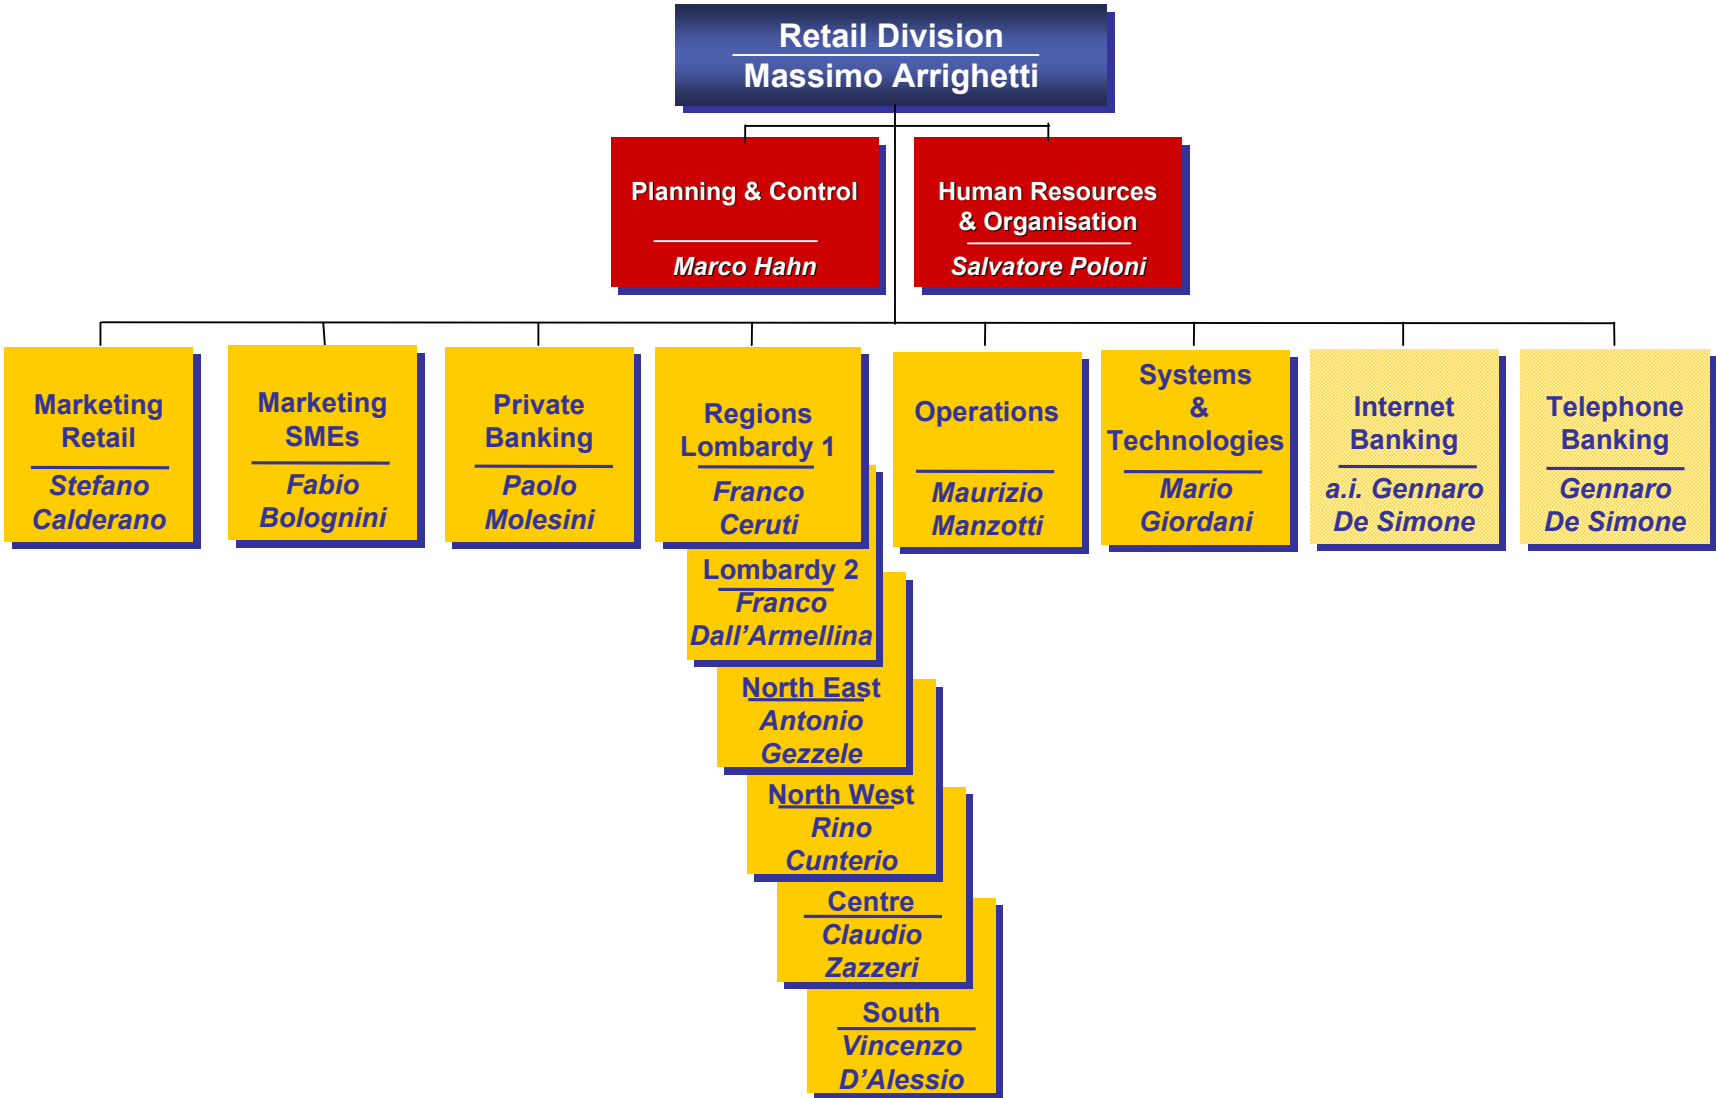 Retail Division
Massimo Arrighetti
Planning & Control
Marco Hahn
Human Resources
& Organisation
Salvatore Poloni
Marketing
Retail
Stefano
Calderano
Marketing
SMEs
Fabio
Bolognini
Private
Banking
Paolo
Molesini
Regions
Lombardy 1
Franco
Ceruti
Lombardy 2
Franco
Dall’Armellina
North East
Antonio
Gezzele
North West
Rino
Cunterio
Centre
Claudio
Zazzeri
South
Vincenzo
D’Alessio
Operations
Maurizio
Manzotti
Systems
&
Technologies
Mario
Giordani
Internet
Banking
a.i. Gennaro
De Simone
Telephone
Banking
Gennaro
De Simone